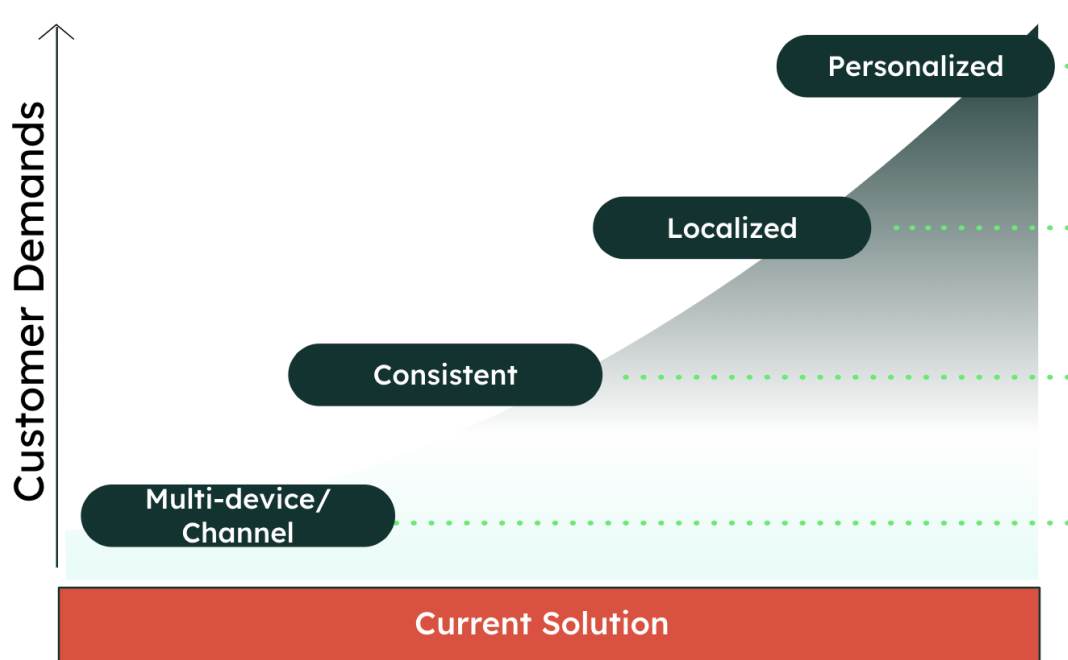 Customer Demands
Personalized
Localized
Consistent
Multi-device/
Channel
Current Solution